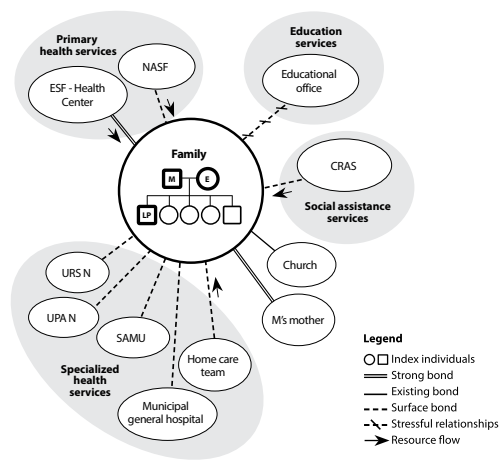 Primary
health services
NASF
ESF - Health
Center
Education
services
Educational
office
Family
M
E
LP
CRAS
Social assistance
services
Church
M's mother
URS N
UPA N
SAMU
Home care
team
Specialized
health
services
Municipal
general hospital
Legend
Index individuals
Strong bond
Existing bond
Surface bond
Stressful relationships
Resource flow